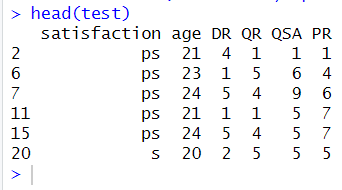 > head(test)
satisfaction age DR QR QSA PR
2 ps 21 4 1 1 1
6 ps 23 1 5 6 4
7 ps 24 5 4 9 6
11 ps 21 1 1 5 7
15 ps 24 5 4 5 7
20 s 20 2 5 5 5
>